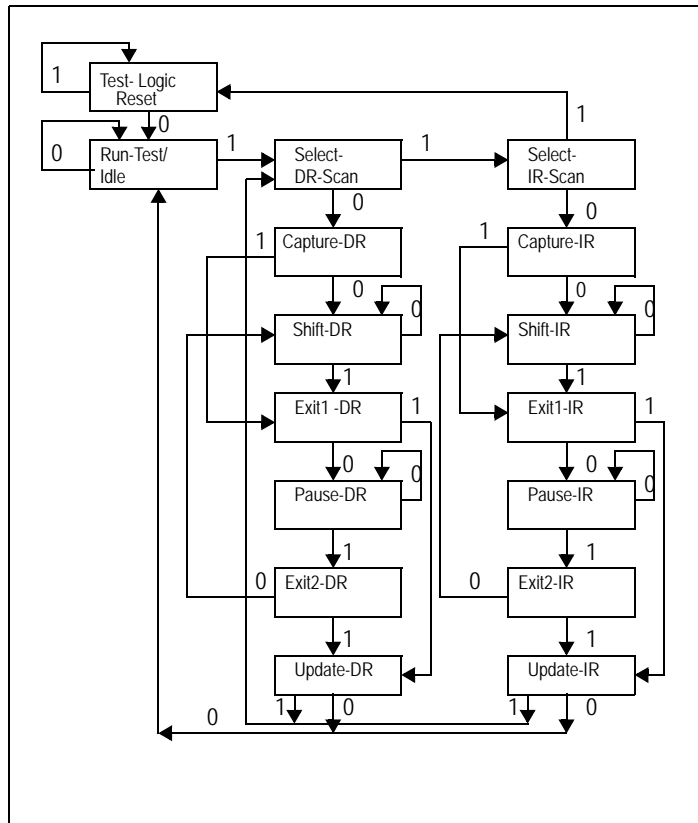 1
Test- Logic
Reset
0
0
Run-Test/
Idle
1
Select-
DR-Scan
1
Select-
IR-Scan
1
0
0
1
Capture-DR
1
Capture-IR
0
0
Shift-DR
0
Shift-IR
0
1
1
Exit1 -DR
1
Exit1-IR
1
0
0
Pause-DR
0
Pause-IR
0
1
1
0
Exit2-DR
0
Exit2-IR
1
1
Update-DR
Update-IR
1
0
1
0
0